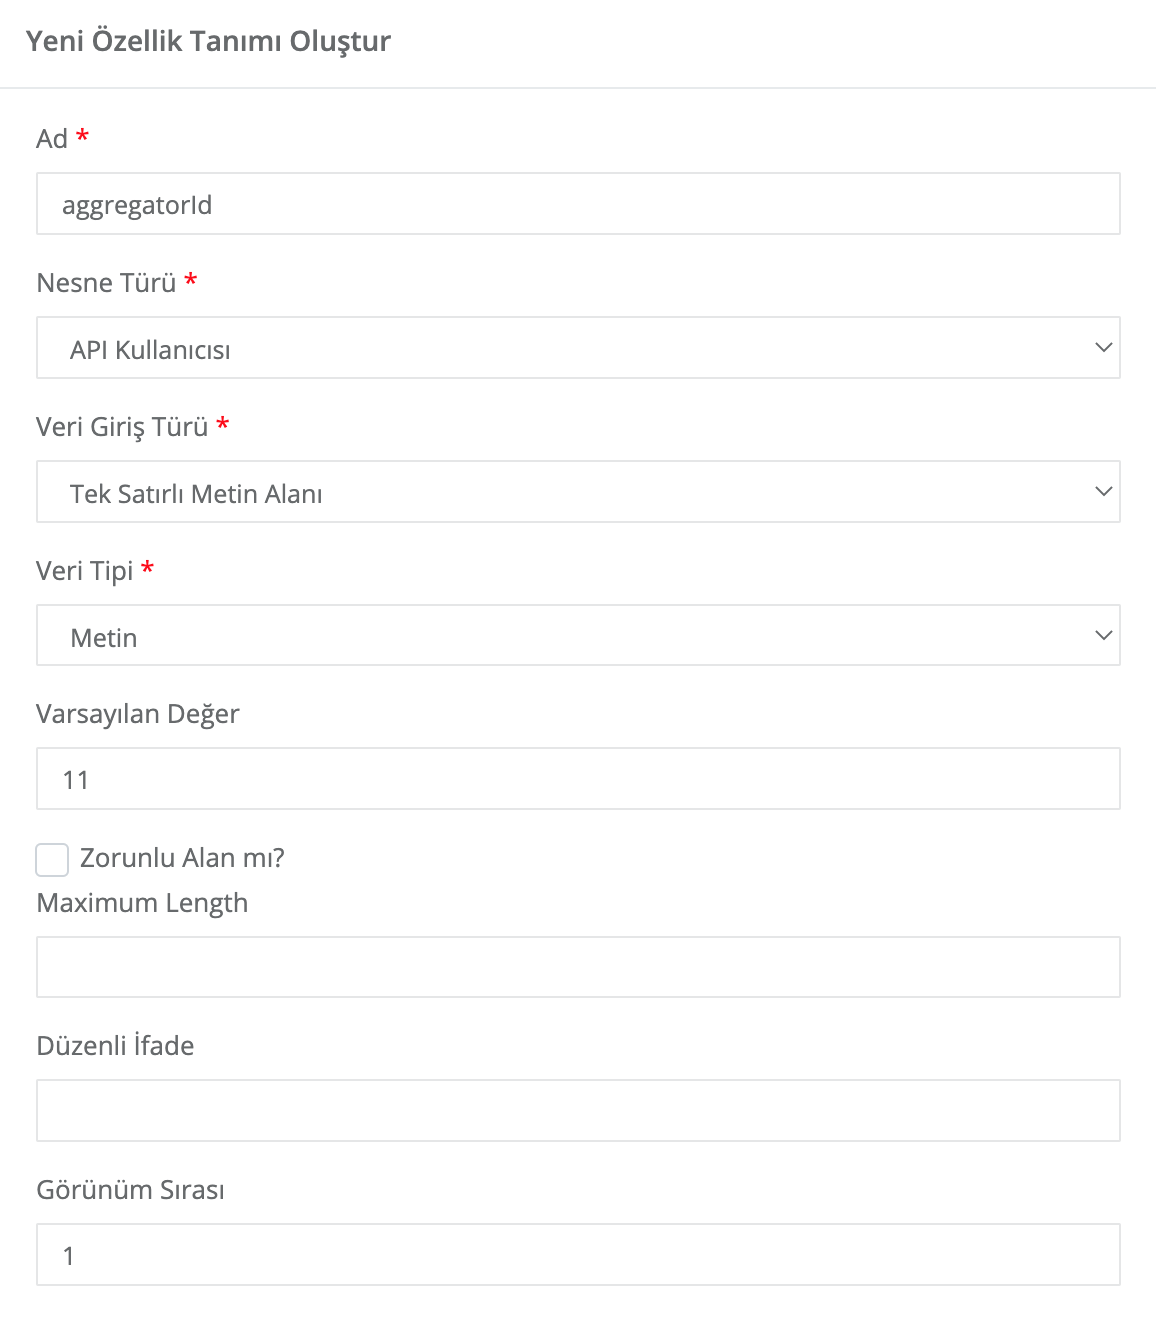 Yeni Özellik Tanımı Oluştur
Ad *
aggregatorId
Nesne Türü *
API Kullanıcısı
Veri Giriş Türü *
Tek Satırlı Metin Alanı
Veri Tipi *
Metin
Varsayılan Değer
11
Zorunlu Alan mı?
Maximum Length
Düzenli İfade
Görünüm Sırası
1